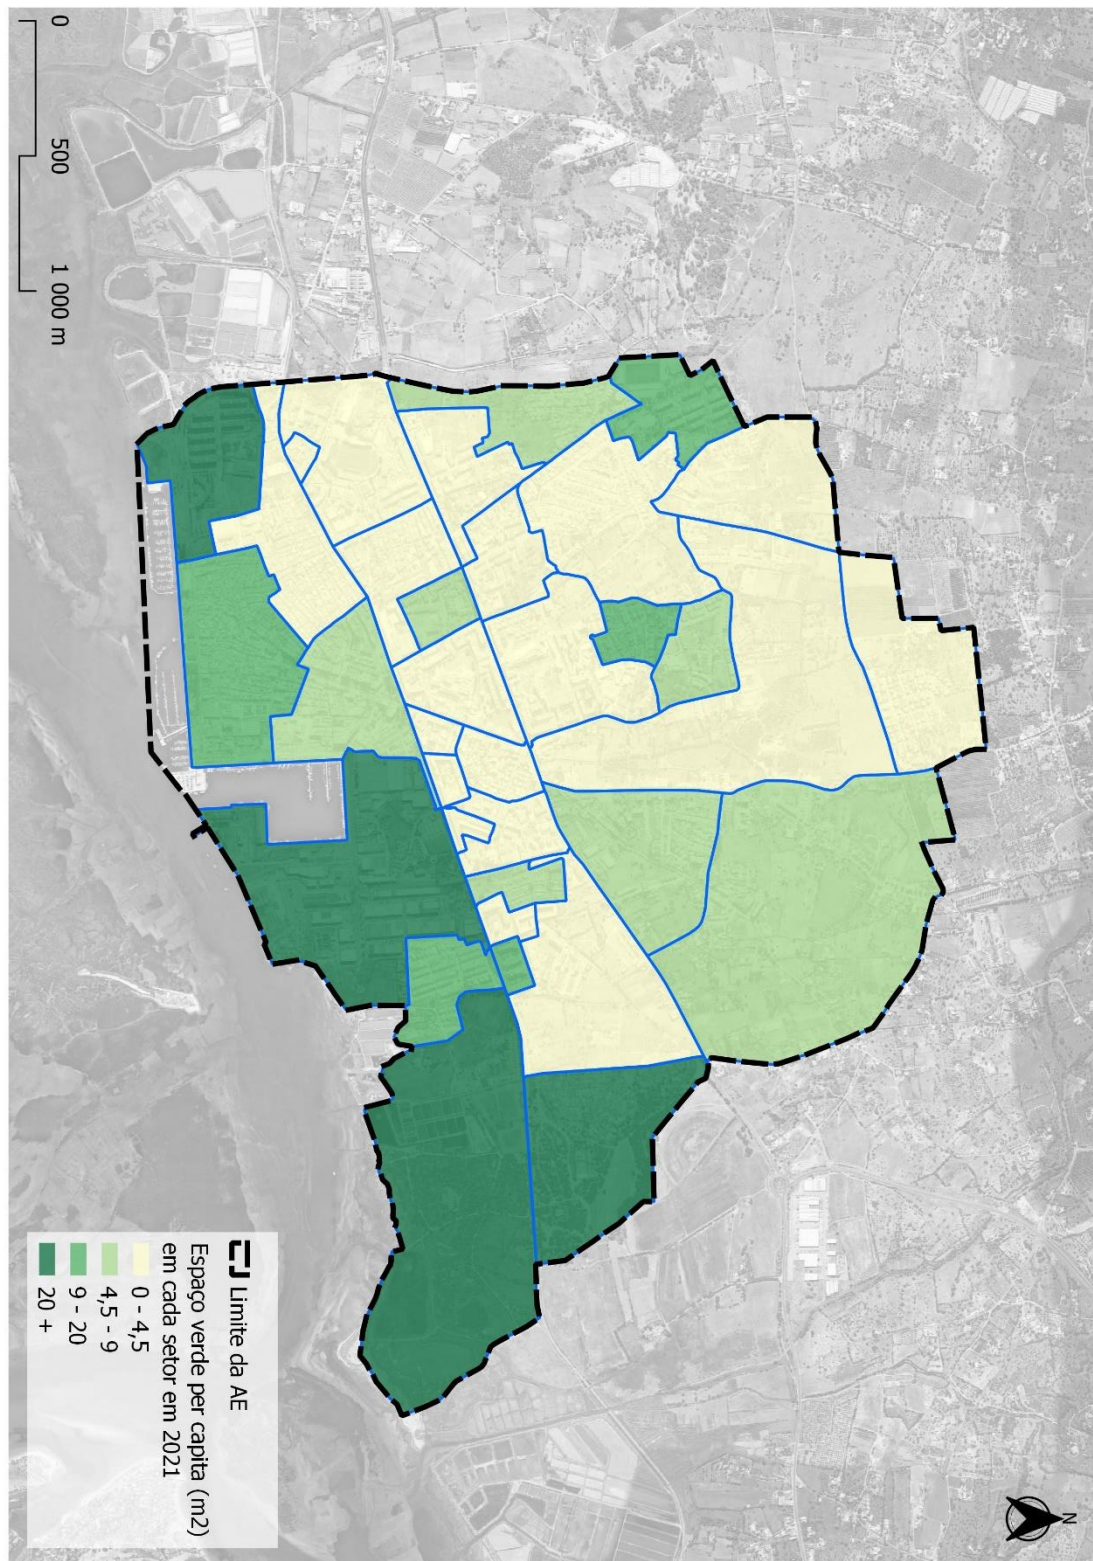 N
0 500 1 000 m
Limite da AE
Espaço verde per capita (m2)
em cada setor em 2021
0 - 4,5
4,5 - 9
9 - 20
20 +